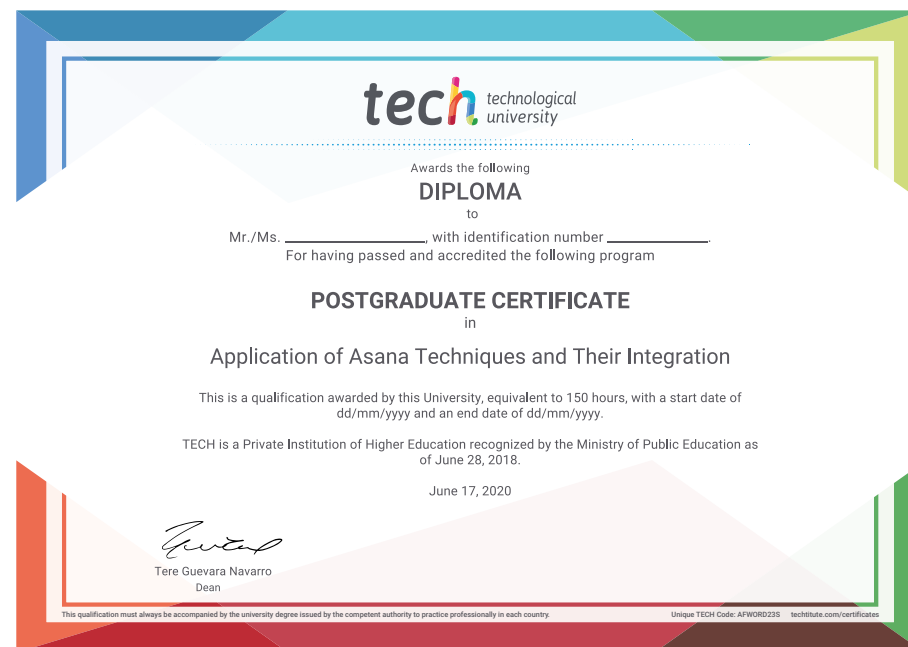 tech technological
university
Awards the following
DIPLOMA
to
Mr./Ms. ____________________, with identification number ______________.
For having passed and accredited the following program
POSTGRADUATE CERTIFICATE
in
Application of Asana Techniques and Their Integration
This is a qualification awarded by this University, equivalent to 150 hours, with a start date of
dd/mm/yyyy and an end date of dd/mm/yyyy.
TECH is a Private Institution of Higher Education recognized by the Ministry of Public Education as
of June 28, 2018.
June 17, 2020
Tere Guevara Navarro
Dean
This qualification must always be accompanied by the university degree issued by the competent authority to practice professionally in each country. Unique TECH Code: AFWORD23S techtitute.com/certificates